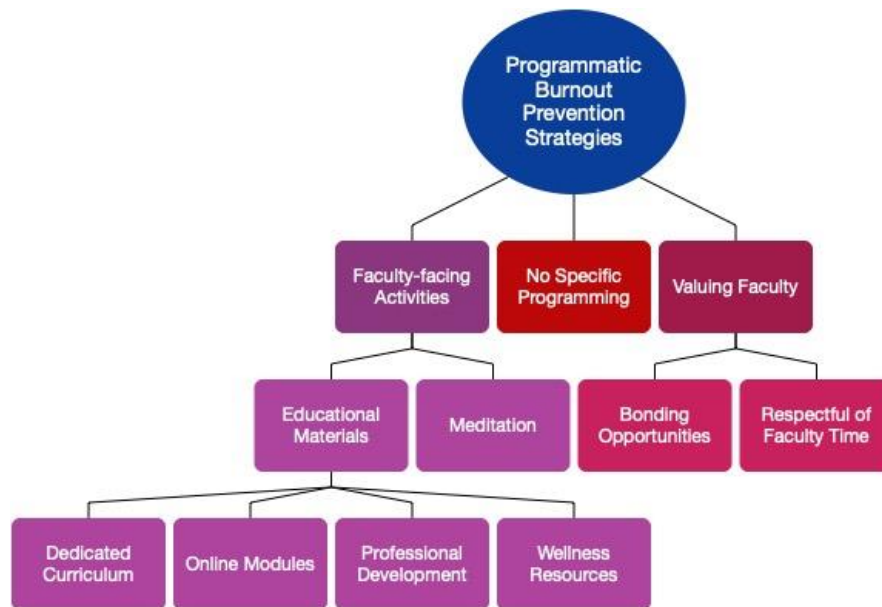 Programmatic
Burnout
Prevention
Strategies
Faculty-facing
Activities
No Specific
Programming
Valuing Faculty
Educational
Materials
Meditation
Bonding
Opportunities
Respectful of
Faculty Time
Dedicated
Curriculum
Online Modules
Professional
Development
Wellness
Resources